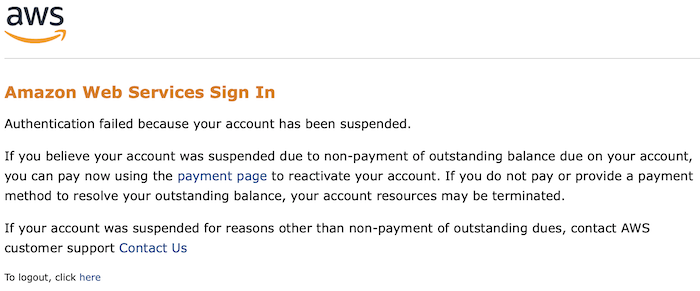 aws
Amazon Web Services Sign In
Authentication failed because your account has been suspended.
If you believe your account was suspended due to non-payment of outstanding balance due on your account,
you can pay now using the payment page to reactivate your account. If you do not pay or provide a payment
method to resolve your outstanding balance, your account resources may be terminated.
If your account was suspended for reasons other than non-payment of outstanding dues, contact AWS
customer support Contact Us
To logout, click here